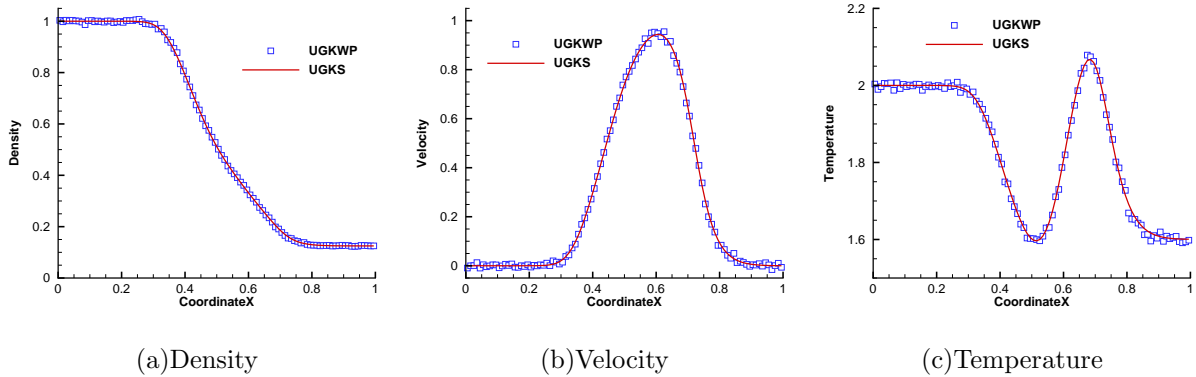 1
0.8
0.6
0.4
0.2
0
Density
0 0.2 0.4 0.6 0.8 1
CoordinateX
UGKWP
UGKS
(a)Density
1
0.8
0.6
0.4
0.2
0
Velocity
0 0.2 0.4 0.6 0.8 1
CoordinateX
UGKWP
UGKS
(b)Velocity
2.2
2
1.8
1.6
Temperature
0 0.2 0.4 0.6 0.8 1
CoordinateX
UGKWP
UGKS
(c)Temperature